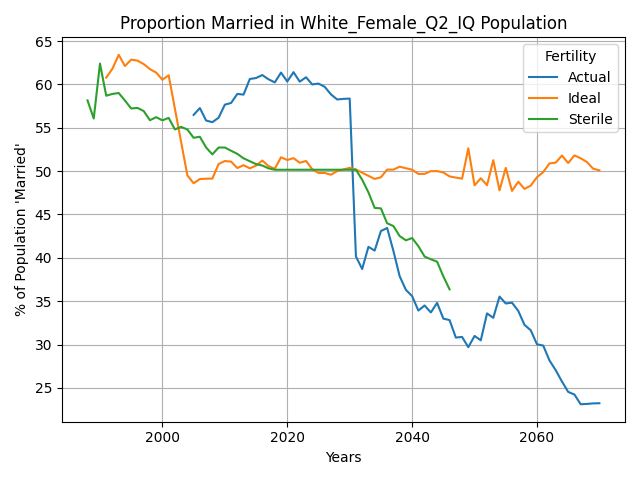 Proportion Married in White_Female_Q2_IQ Population
% of Population 'Married'
65
60
55
50
45
40
35
30
25
2000
2020
2040
2060
Years
Fertility
Actual
Ideal
Sterile